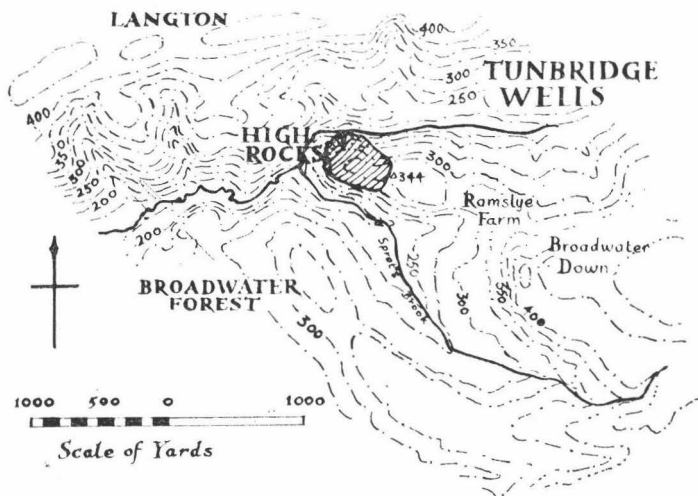 LANGTON
400
350
300
250
TUNBRIDGE
WELLS
400
350
300
250
200
HIGH
ROCKS
300
△344
Ramslye
Farm
Broadwater
Down
200
BROADWATER
FOREST
Sprat's Brook
250
300
350
400
300
1000 500 0 1000
Scale of Yards